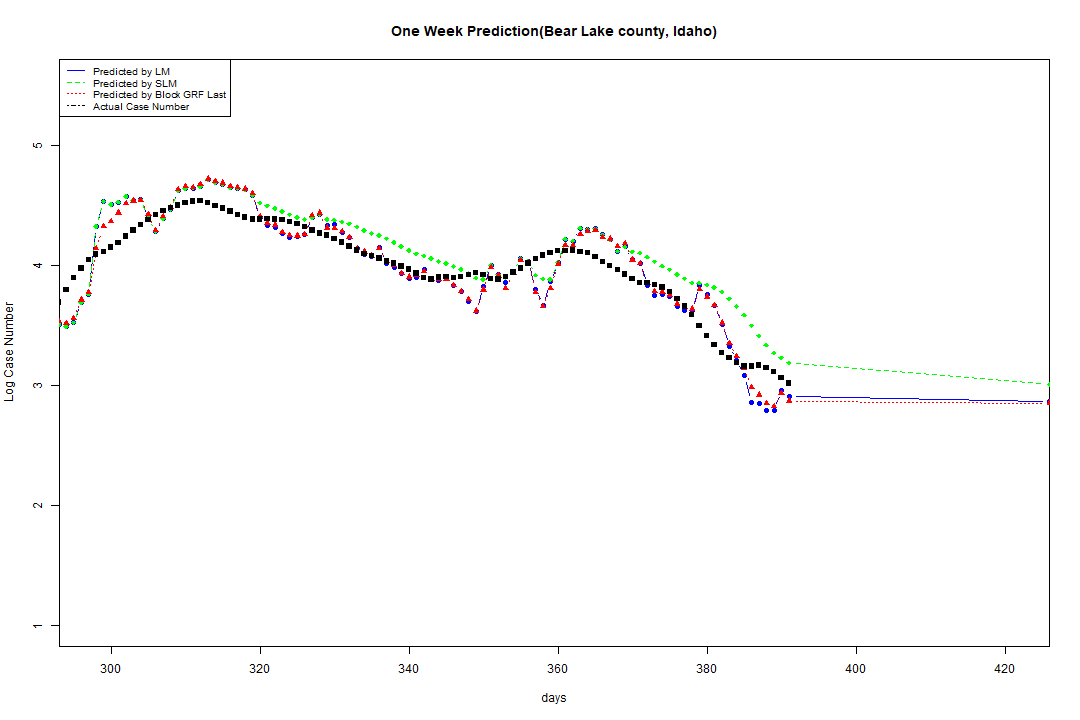 One Week Prediction(Bear Lake county, Idaho)
Predicted by LM
Predicted by SLM
Predicted by Block GRF Last
Actual Case Number
5
4
3
2
1
Log Case Number
300 320 340 360 380 400 420
days